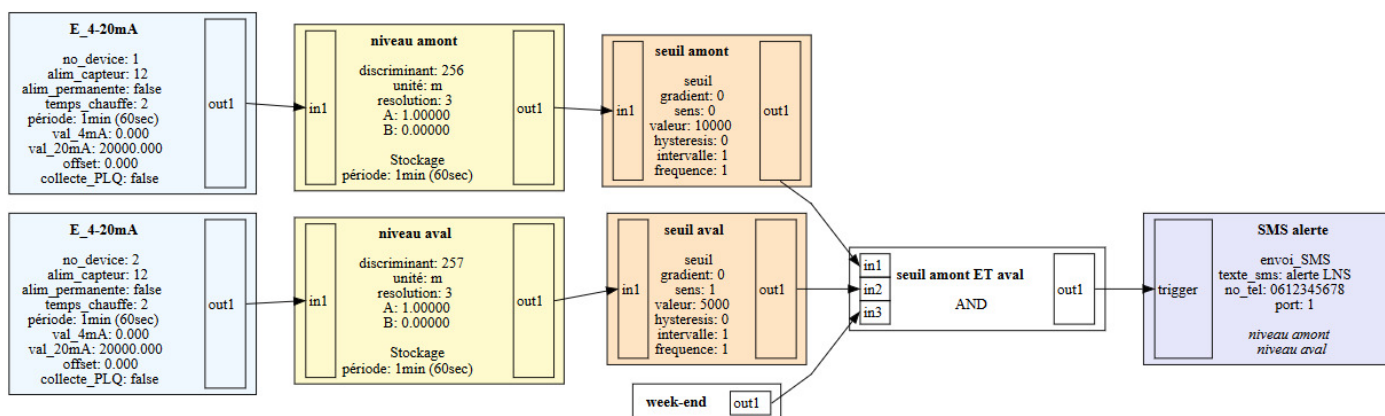 E_4-20mA
no_device: 1
alim_capteur: 12
alim_permanente: false
temps_chauffe: 2
période: 1min (60sec)
val_4mA: 0.000
val_20mA: 20000.000
offset: 0.000
collecte_PLQ: false
out1
in1
niveau amont
discriminant: 256
unité: m
resolution: 3
A: 1.00000
B: 0.00000
Stockage
période: 1min (60sec)
out1
in1
seuil amont
seuil
gradient: 0
sens: 0
valeur: 10000
hysteresis: 0
intervalle: 1
frequence: 1
out1
E_4-20mA
no_device: 2
alim_capteur: 12
alim_permanente: false
temps_chauffe: 2
période: 1min (60sec)
val_4mA: 0.000
val_20mA: 20000.000
offset: 0.000
collecte_PLQ: false
out1
in1
niveau aval
discriminant: 257
unité: m
resolution: 3
A: 1.00000
B: 0.00000
Stockage
période: 1min (60sec)
out1
in1
seuil aval
seuil
gradient: 0
sens: 1
valeur: 5000
hysteresis: 0
intervalle: 1
frequence: 1
out1
week-end
out1
in1
in2
in3
seuil amont ET aval
AND
out1
trigger
SMS alerte
envoi_SMS
texte_sms: alerte LNS
no_tel: 0612345678
port: 1
niveau amont
niveau aval